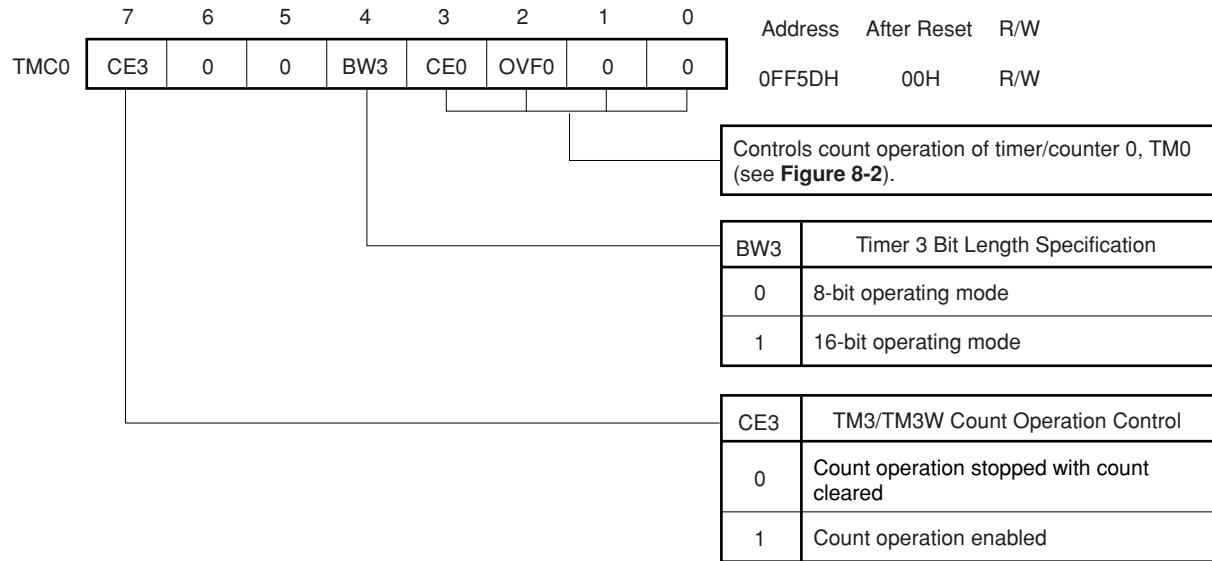 7 6 5 4 3 2 1 0
Address After Reset R/W
TMC0 CE3 0 0 BW3 CE0 OVF0 0 0
0FF5DH 00H R/W
Controls count operation of timer/counter 0, TM0
(see Figure 8-2).
BW3 Timer 3 Bit Length Specification
0 8-bit operating mode
1 16-bit operating mode
CE3 TM3/TM3W Count Operation Control
0 Count operation stopped with count
cleared
1 Count operation enabled